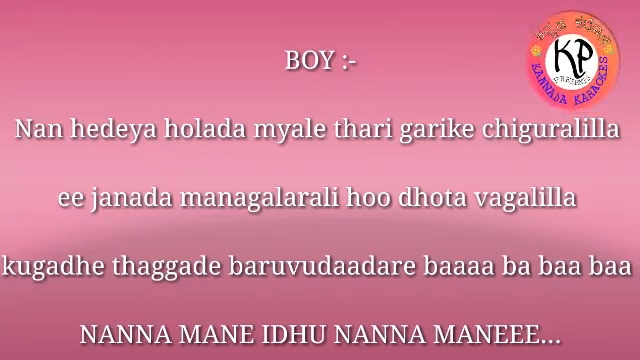 BOY :-
KP
PRESENTS
KANNADA KARAOKES
Nan hedeya holada myale thari garike chiguralilla
ee janada managalarali hoo dhota vagalilla
kugadhe thaggade baruvudaadare baaaa ba baa baa
NANNA MANE IDHU NANNA MANEEE...